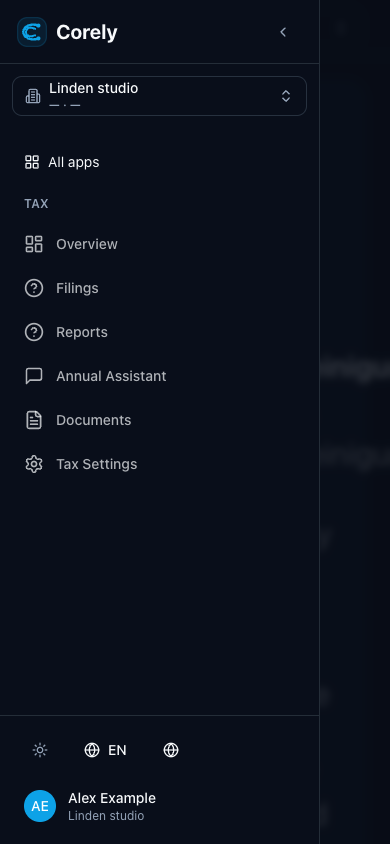 Corely
Linden studio
— · —
All apps
TAX
Overview
Filings
Reports
Annual Assistant
Documents
Tax Settings
EN
AE
Alex Example
Linden studio